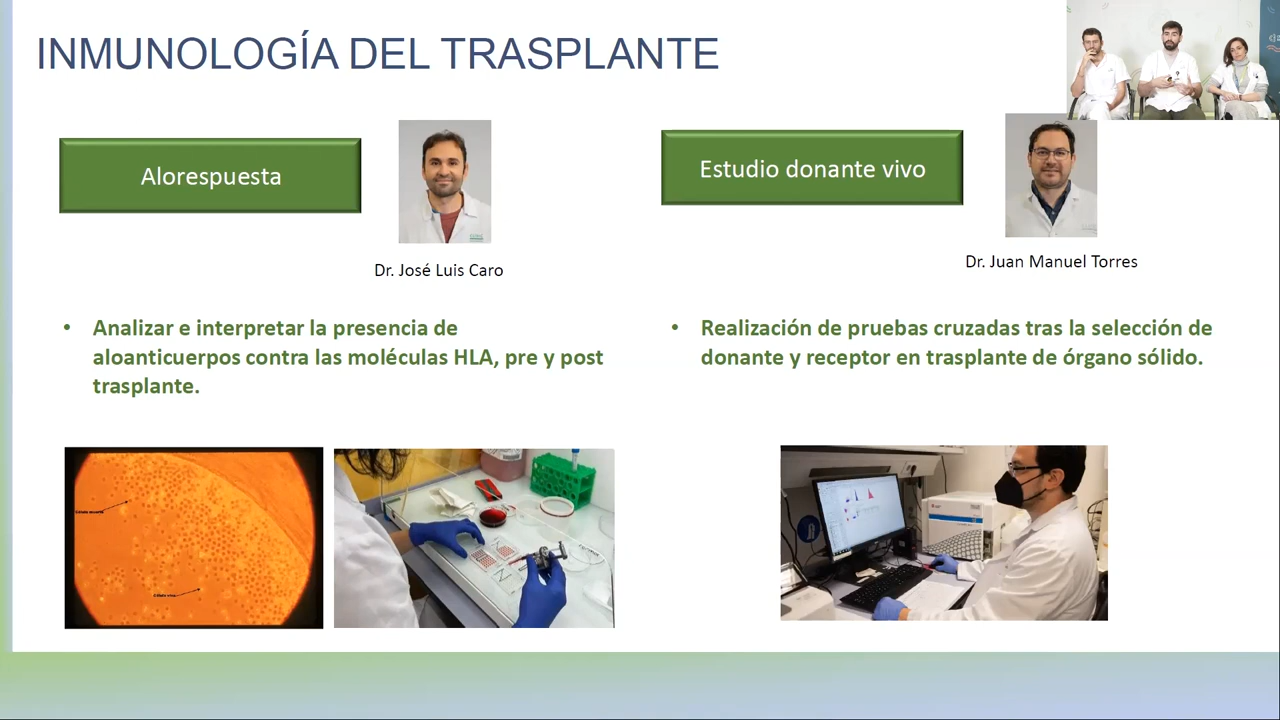 INMUNOLOGÍA DEL TRASPLANTE
Alorespuesta
Dr. José Luis Caro
• Analizar e interpretar la presencia de
aloanticuerpos contra las moléculas HLA, pre y post
trasplante.
Estudio donante vivo
Dr. Juan Manuel Torres
• Realización de pruebas cruzadas tras la selección de
donante y receptor en trasplante de órgano sólido.